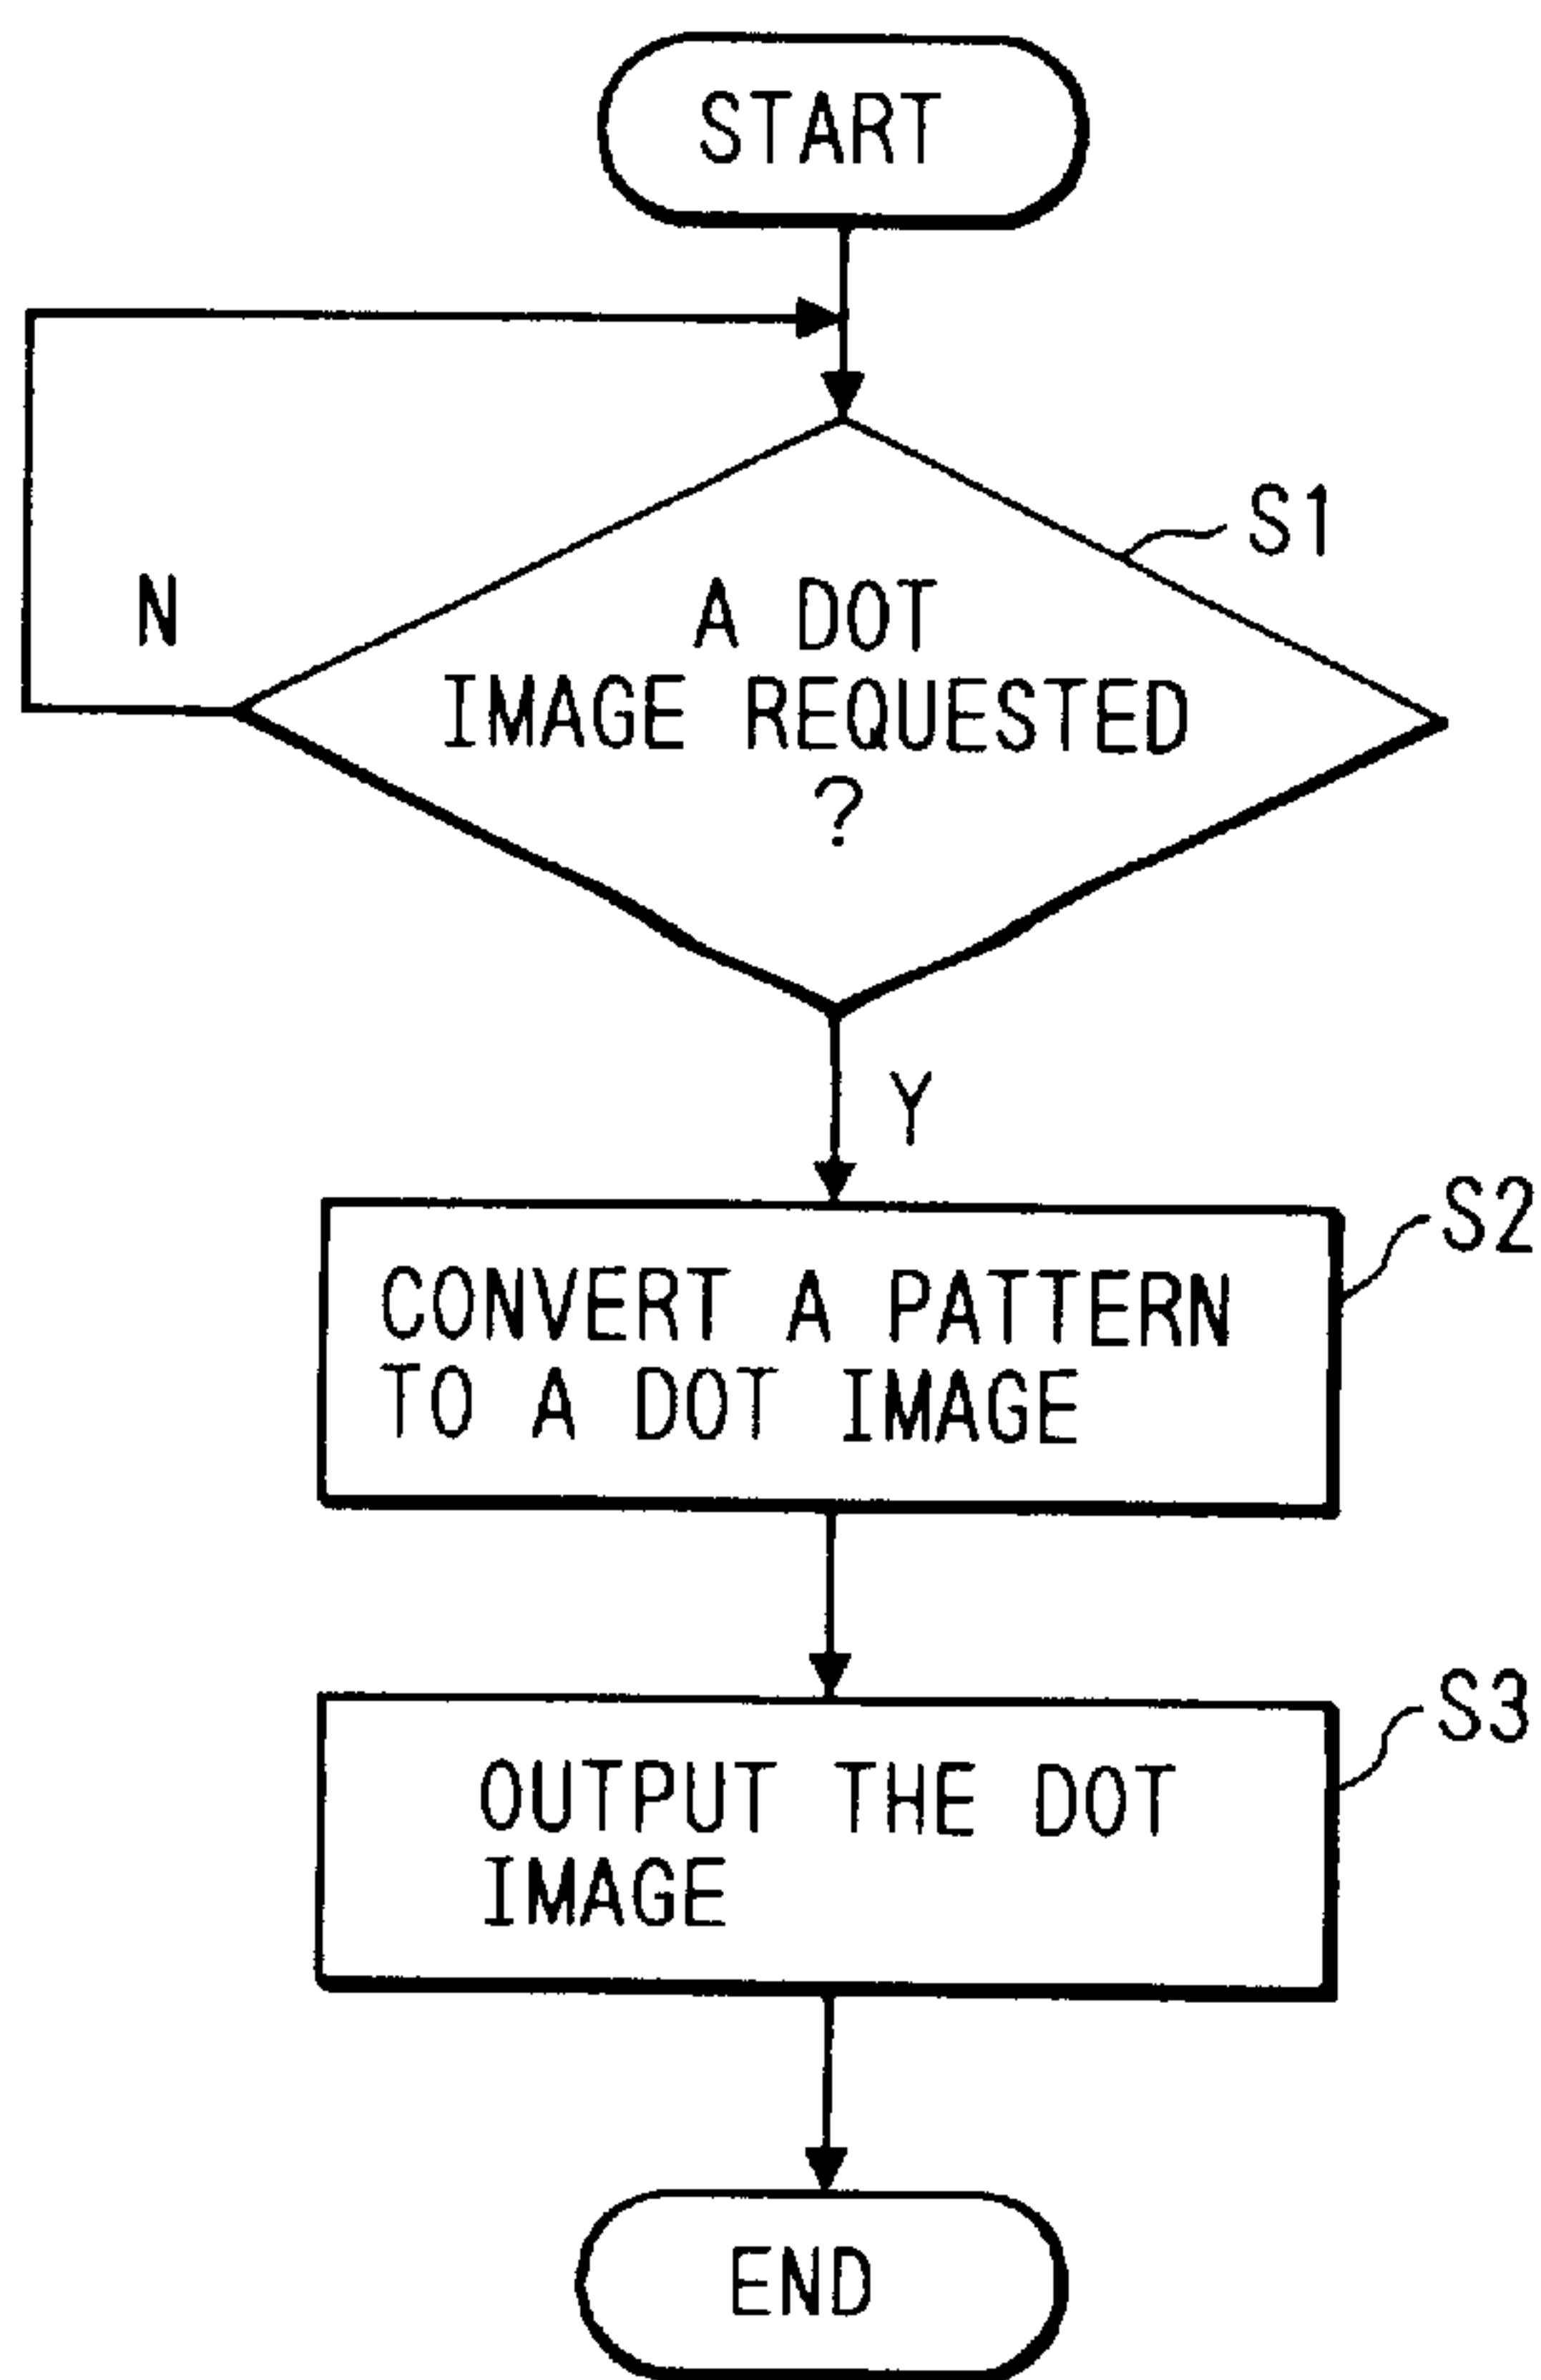 START
S1
N
A DOT
IMAGE REQUESTED
?
Y
S2
CONVERT A PATTERN
TO A DOT IMAGE
S3
OUTPUT THE DOT
IMAGE
END